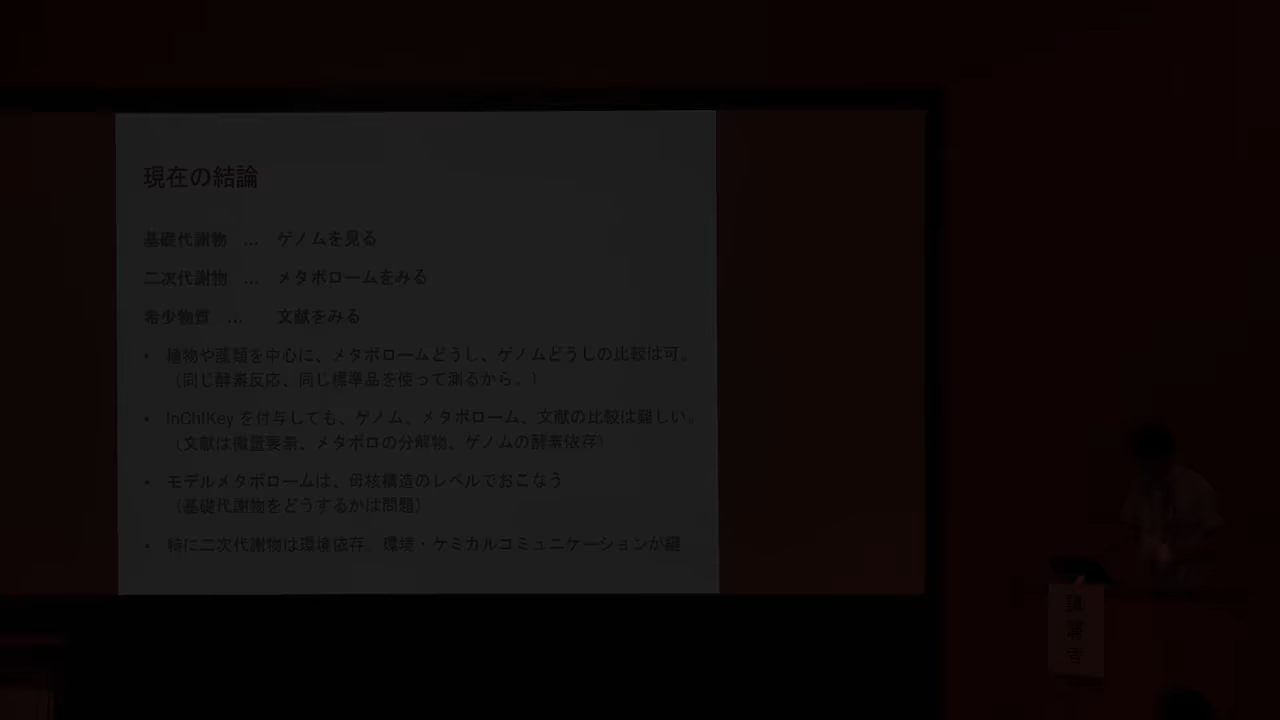 現在の結論
基礎代謝物 … ゲノムを見る
二次代謝物 … メタボロームをみる
希少物質 … 文献をみる
• 植物や菌類を中心に、メタボロームどうし、ゲノムどうしの比較は可。
（同じ酵素反応、同じ標準品を使って測るから。）
• InChIKey を付与しても、ゲノム、メタボローム、文献の比較は難しい。
（文献は微量要素、メタボロの分解物、ゲノムの酵素依存）
• モデルメタボロームは、母核構造のレベルでおこなう
（基礎代謝物をどうするかは問題）
• 特に二次代謝物は環境依存。環境・ケミカルコミュニケーションが鍵
講演者